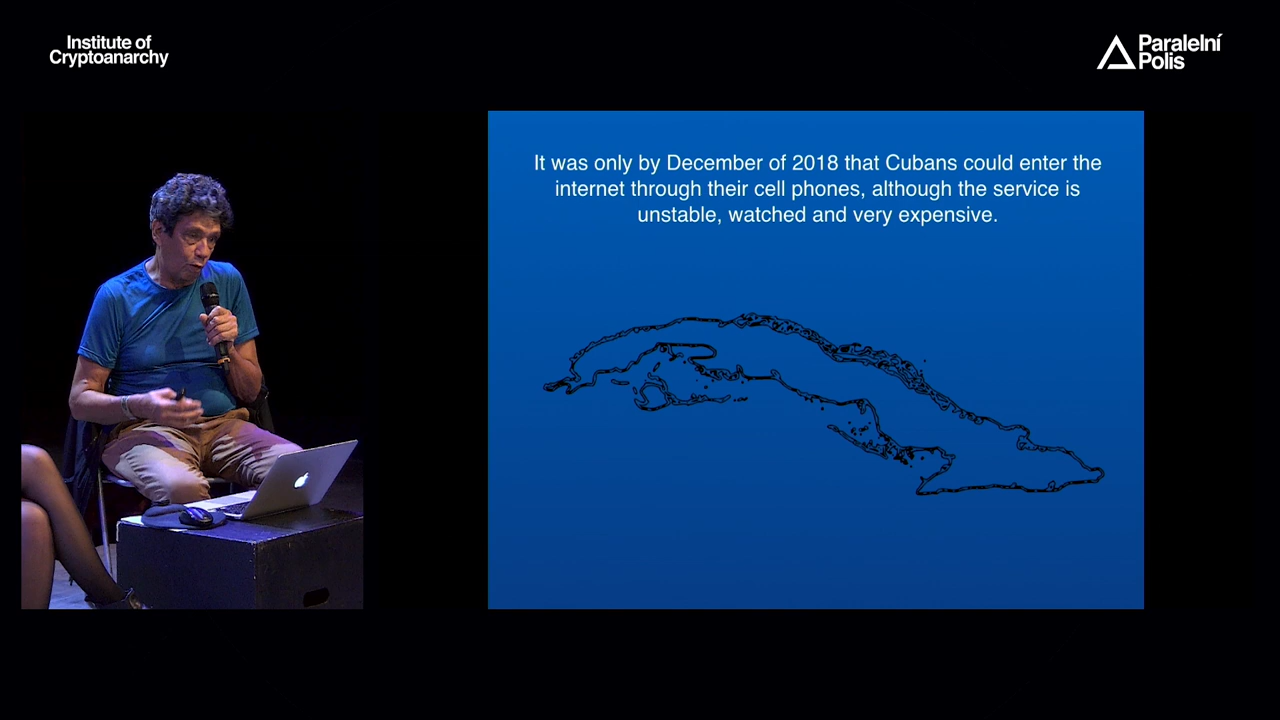 Institute of
Cryptoanarchy
Paralelní
Polis
It was only by December of 2018 that Cubans could enter the
internet through their cell phones, although the service is
unstable, watched and very expensive.